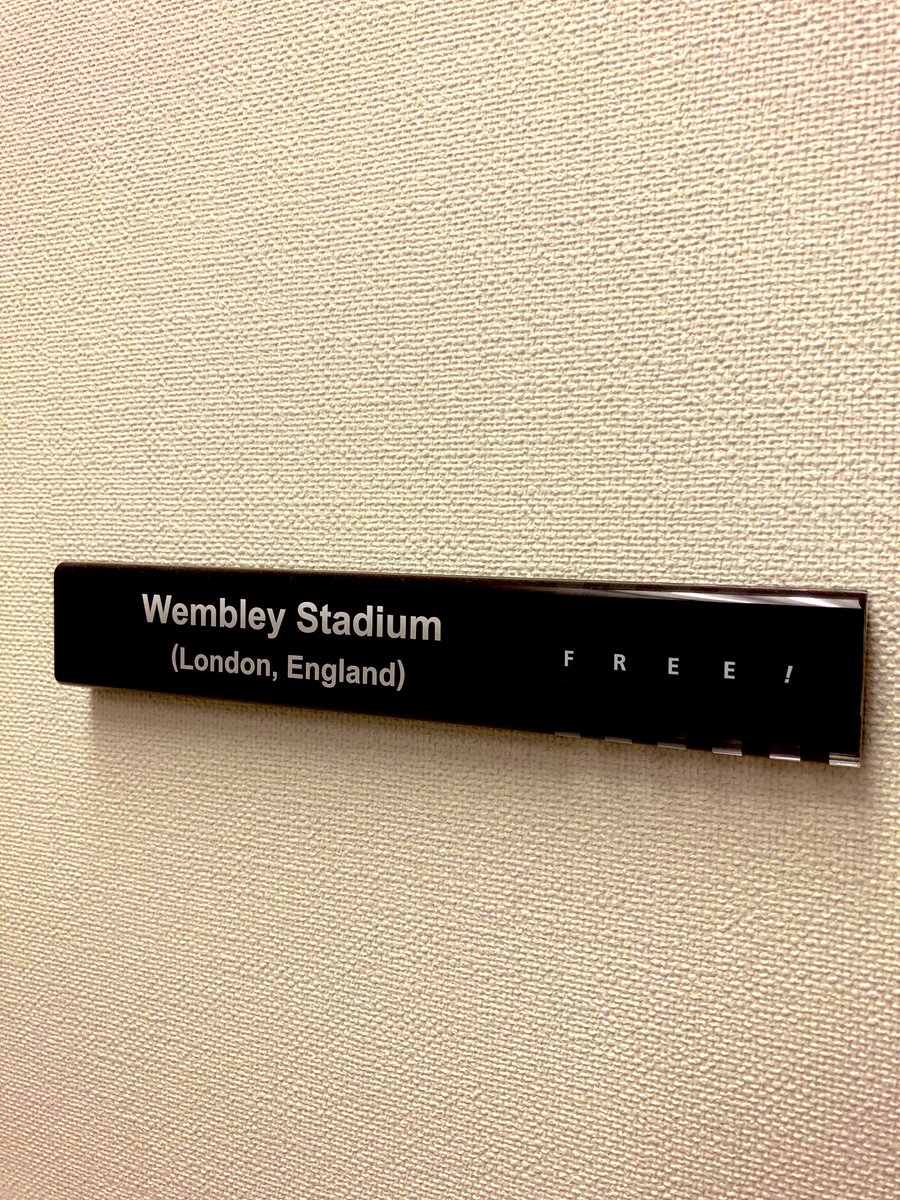 Wembley Stadium
(London, England)
F R E E !